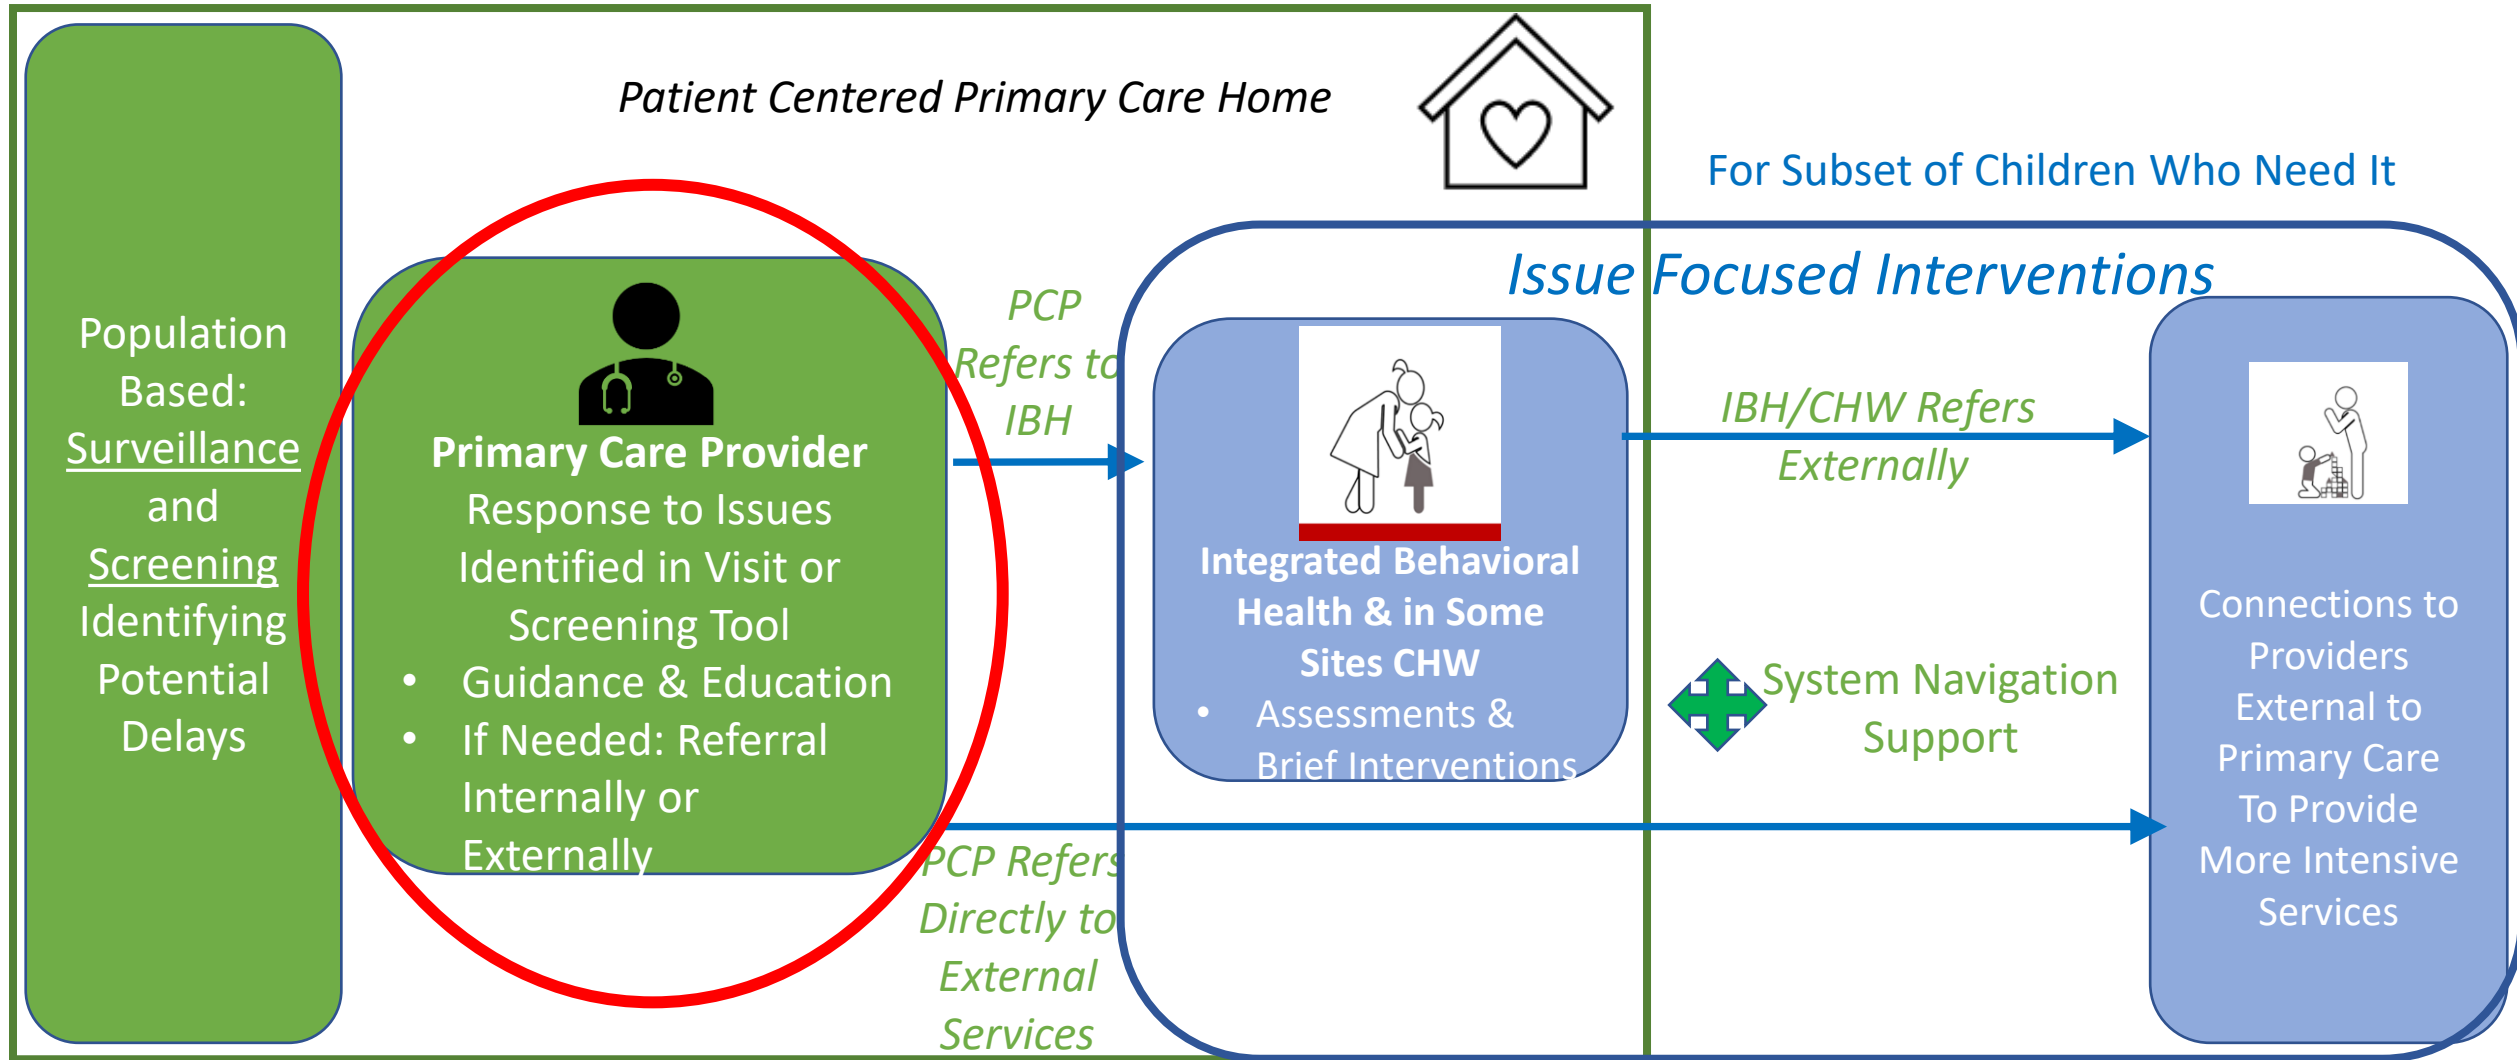 Patient Centered Primary Care Home
For Subset of Children Who Need It
Issue Focused Interventions
Population
Based:
Surveillance
and
Screening
Identifying
Potential
Delays
Primary Care Provider
Response to Issues
Identified in Visit or
Screening Tool
• Guidance & Education
• If Needed: Referral
Internally or
Externally
PCP
Refers to
IBH
PCP Refers
Directly to
External
Services
Integrated Behavioral
Health & in Some
Sites CHW
• Assessments &
Brief Interventions
IBH/CHW Refers
Externally
System Navigation
Support
Connections to
Providers
External to
Primary Care
To Provide
More Intensive
Services